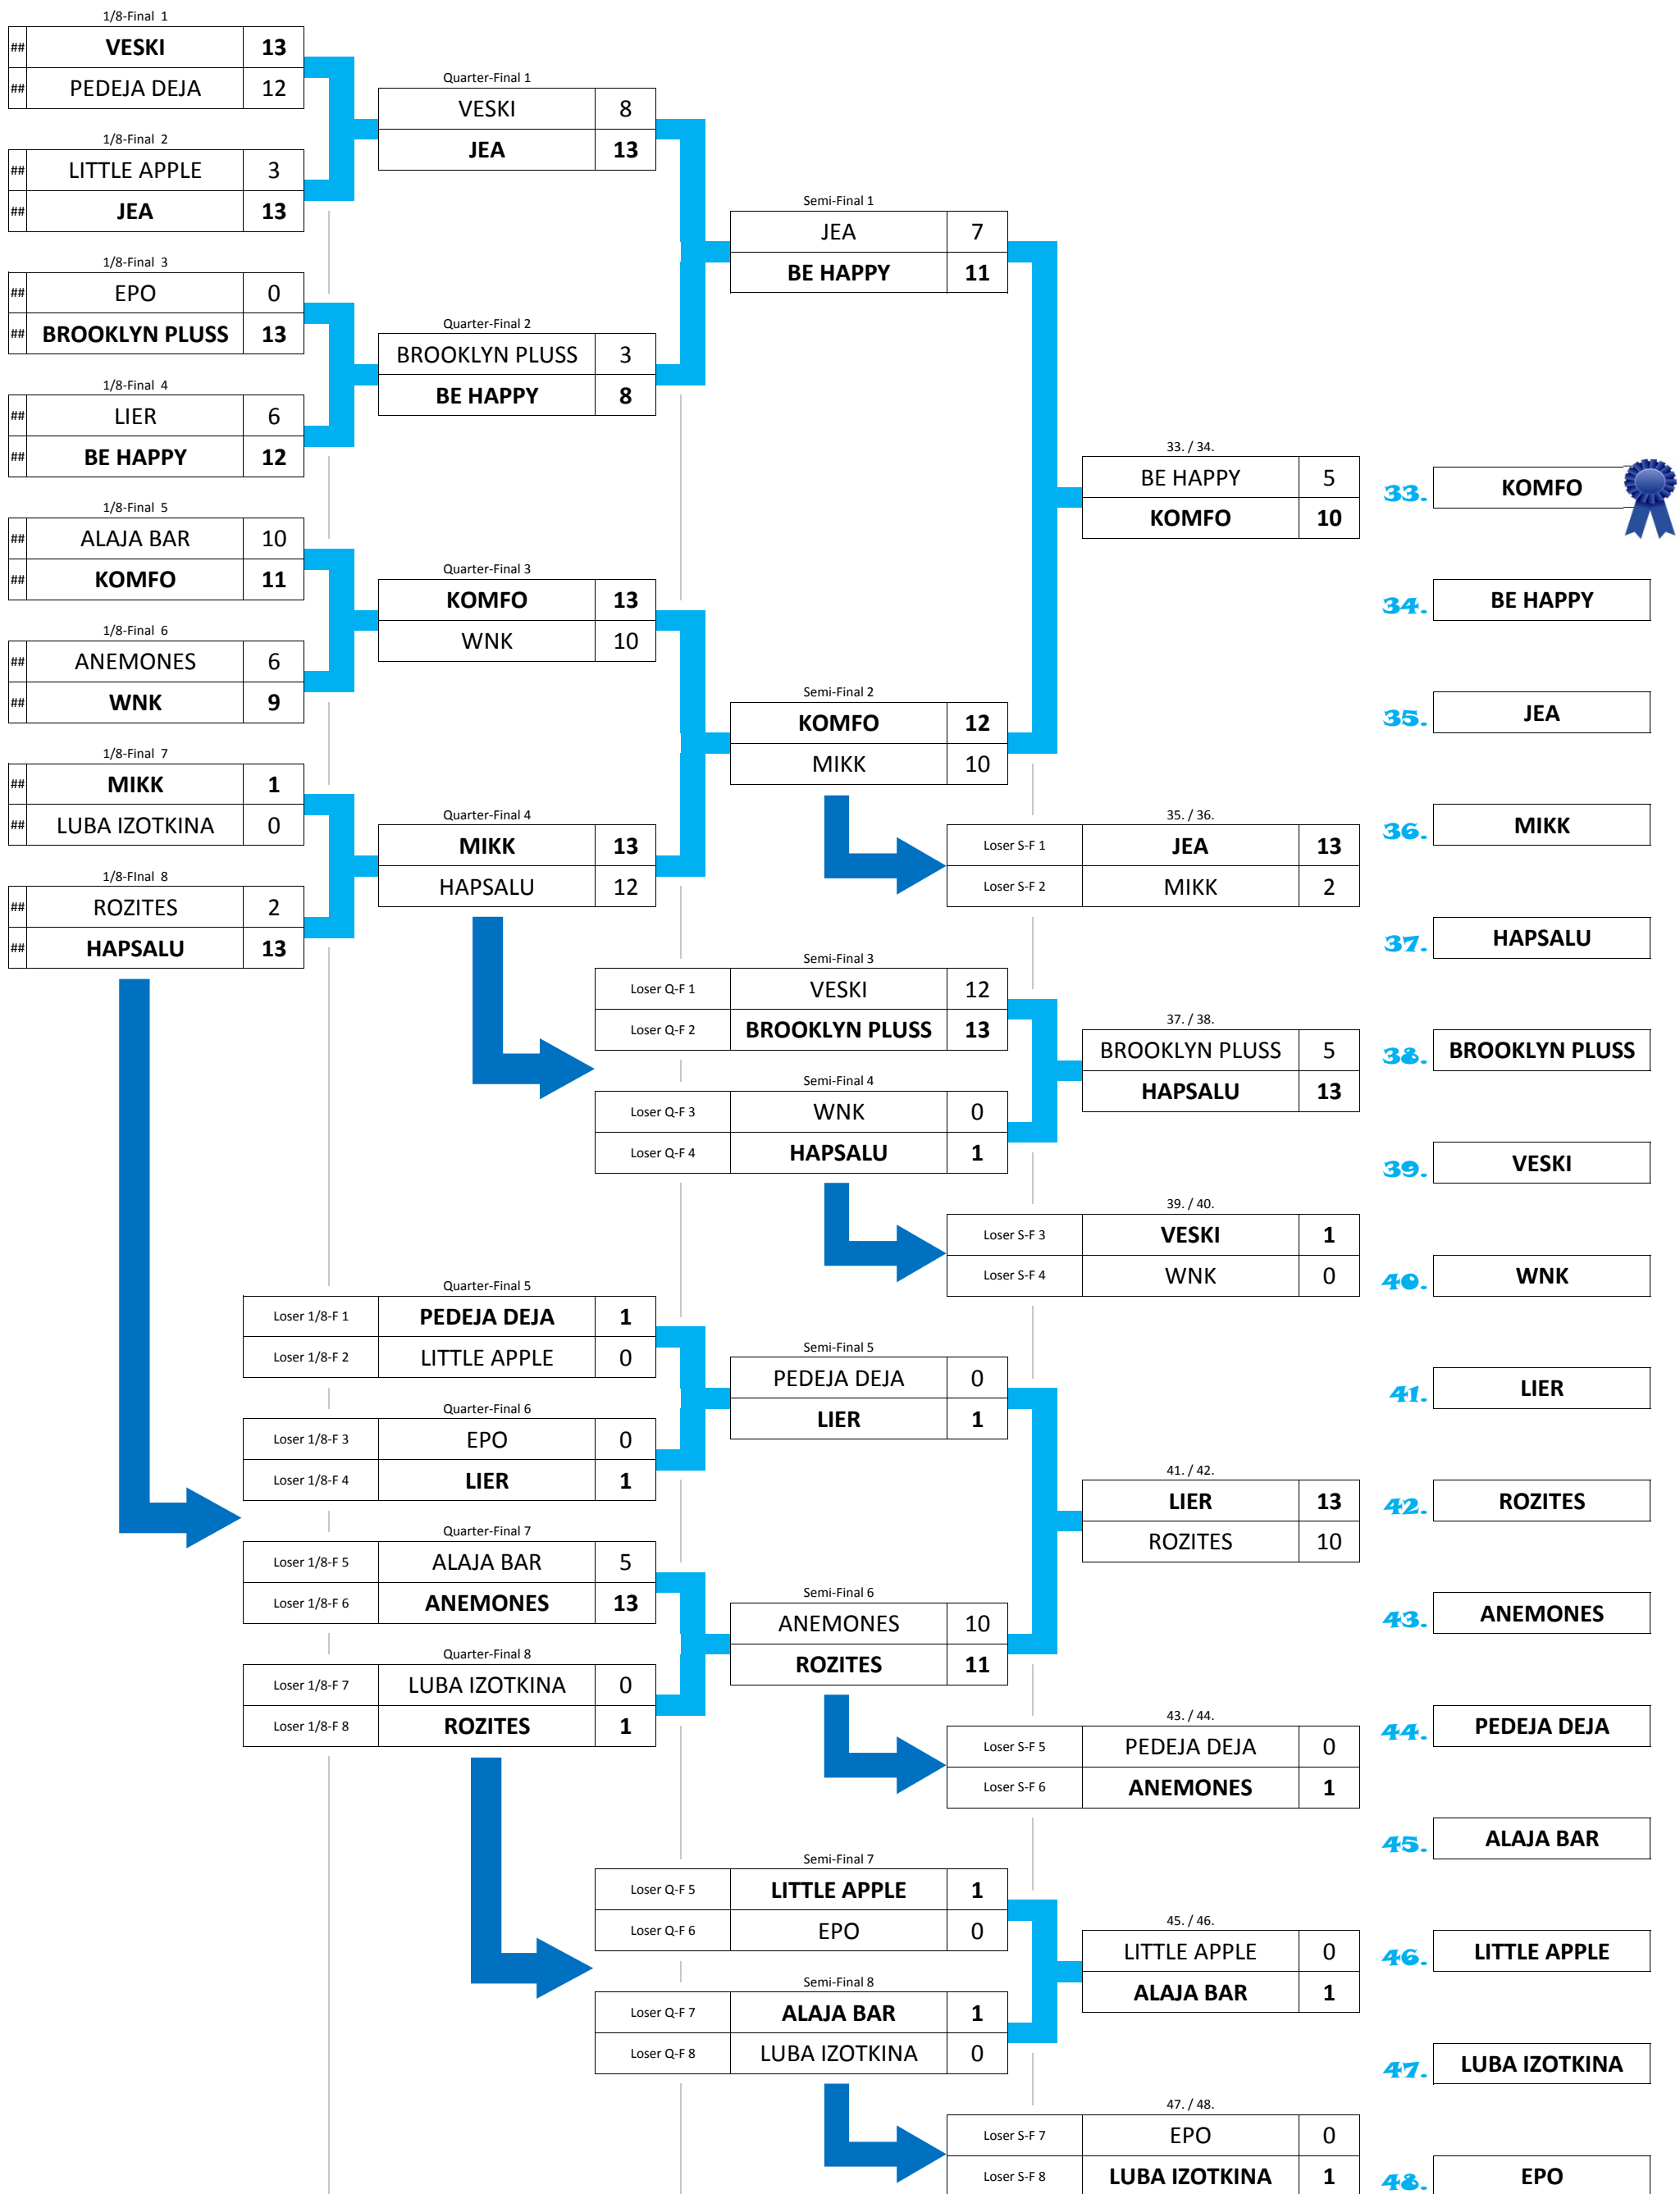 1/8-Final 1
## VESKI 13
## PEDEJA DEJA 12
1/8-Final 2
## LITTLE APPLE 3
## JEA 13
1/8-Final 3
## EPO 0
## BROOKLYN PLUSS 13
1/8-Final 4
## LIER 6
## BE HAPPY 12
1/8-Final 5
## ALAJA BAR 10
## KOMFO 11
1/8-Final 6
## ANEMONES 6
## WNK 9
1/8-Final 7
## MIKK 1
## LUBA IZOTKINA 0
1/8-FInal 8
## ROZITES 2
## HAPSALU 13
Quarter-Final 1
VESKI 8
JEA 13
Quarter-Final 2
BROOKLYN PLUSS 3
BE HAPPY 8
Quarter-Final 3
KOMFO 13
WNK 10
Quarter-Final 4
MIKK 13
HAPSALU 12
Semi-Final 1
JEA 7
BE HAPPY 11
Semi-Final 2
KOMFO 12
MIKK 10
33. / 34.
BE HAPPY 5
KOMFO 10
35. / 36.
Loser S-F 1 JEA 13
Loser S-F 2 MIKK 2
Semi-Final 3
Loser Q-F 1 VESKI 12
Loser Q-F 2 BROOKLYN PLUSS 13
Semi-Final 4
Loser Q-F 3 WNK 0
Loser Q-F 4 HAPSALU 1
37. / 38.
BROOKLYN PLUSS 5
HAPSALU 13
39. / 40.
Loser S-F 3 VESKI 1
Loser S-F 4 WNK 0
Quarter-Final 5
Loser 1/8-F 1 PEDEJA DEJA 1
Loser 1/8-F 2 LITTLE APPLE 0
Quarter-Final 6
Loser 1/8-F 3 EPO 0
Loser 1/8-F 4 LIER 1
Quarter-Final 7
Loser 1/8-F 5 ALAJA BAR 5
Loser 1/8-F 6 ANEMONES 13
Quarter-Final 8
Loser 1/8-F 7 LUBA IZOTKINA 0
Loser 1/8-F 8 ROZITES 1
Semi-Final 5
PEDEJA DEJA 0
LIER 1
Semi-Final 6
ANEMONES 10
ROZITES 11
41. / 42.
LIER 13
ROZITES 10
43. / 44.
Loser S-F 5 PEDEJA DEJA 0
Loser S-F 6 ANEMONES 1
Semi-Final 7
Loser Q-F 5 LITTLE APPLE 1
Loser Q-F 6 EPO 0
Semi-Final 8
Loser Q-F 7 ALAJA BAR 1
Loser Q-F 8 LUBA IZOTKINA 0
45. / 46.
LITTLE APPLE 0
ALAJA BAR 1
47. / 48.
Loser S-F 7 EPO 0
Loser S-F 8 LUBA IZOTKINA 1
33. KOMFO
34. BE HAPPY
35. JEA
36. MIKK
37. HAPSALU
38. BROOKLYN PLUSS
39. VESKI
40. WNK
41. LIER
42. ROZITES
43. ANEMONES
44. PEDEJA DEJA
45. ALAJA BAR
46. LITTLE APPLE
47. LUBA IZOTKINA
48. EPO